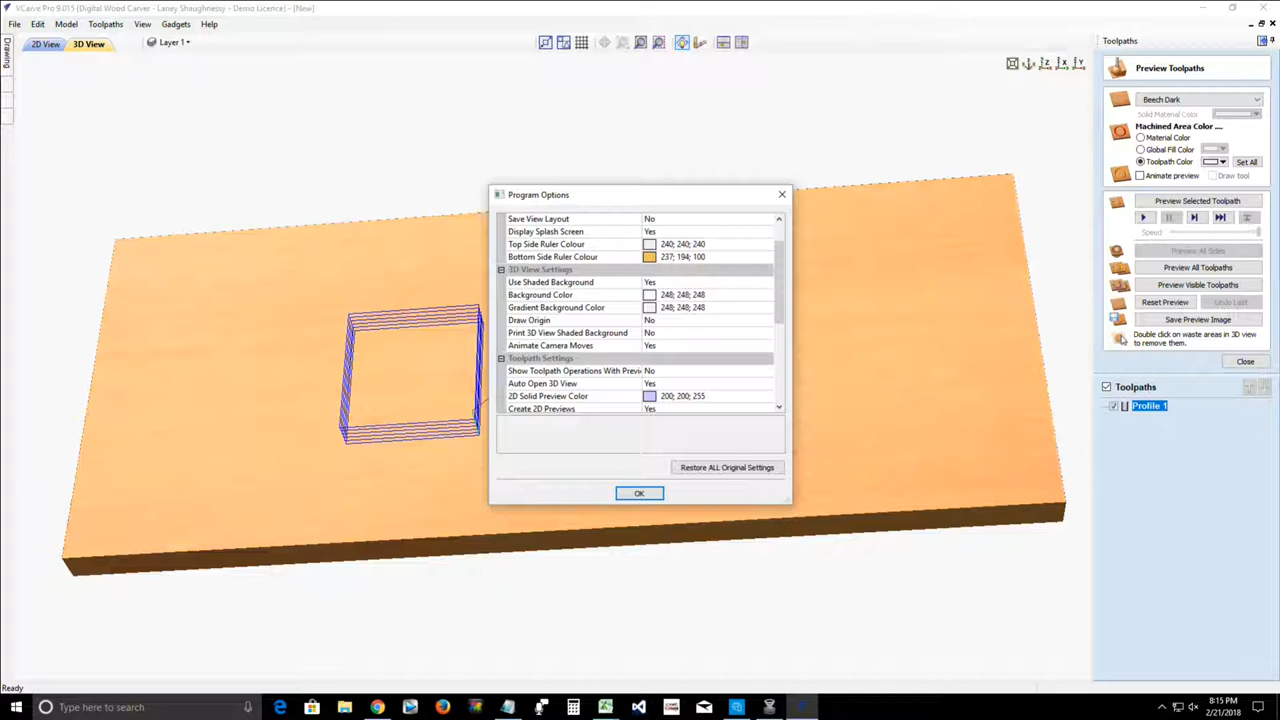 VCarve Pro 9.015 (Digital Wood Carver - Laney Shaughnessy - Demo Licence) - [New]
File Edit Model Toolpaths View Gadgets Help
Drawing
2D View 3D View Layer 1
Program Options
Save View Layout No
Display Splash Screen Yes
Top Side Ruler Colour 240; 240; 240
Bottom Side Ruler Colour 237; 194; 100
3D View Settings
Use Shaded Background Yes
Background Color 248; 248; 248
Gradient Background Color 248; 248; 248
Draw Origin No
Print 3D View Shaded Background No
Animate Camera Moves Yes
Toolpath Settings
Show Toolpath Operations With Previ No
Auto Open 3D View Yes
2D Solid Preview Color 200; 200; 255
Create 2D Previews Yes
Restore ALL Original Settings
OK
Toolpaths
Preview Toolpaths
Beech Dark
Solid Material Color
Machined Area Color ....
Material Color
Global Fill Color
Toolpath Color Set All
Animate preview Draw tool
Preview Selected Toolpath
Speed
Preview All Sides
Preview All Toolpaths
Preview Visible Toolpaths
Reset Preview Undo Last
Save Preview Image
Double click on waste areas in 3D view
to remove them.
Close
Toolpaths
Profile 1
Ready
Type here to search
8:15 PM
2/21/2018